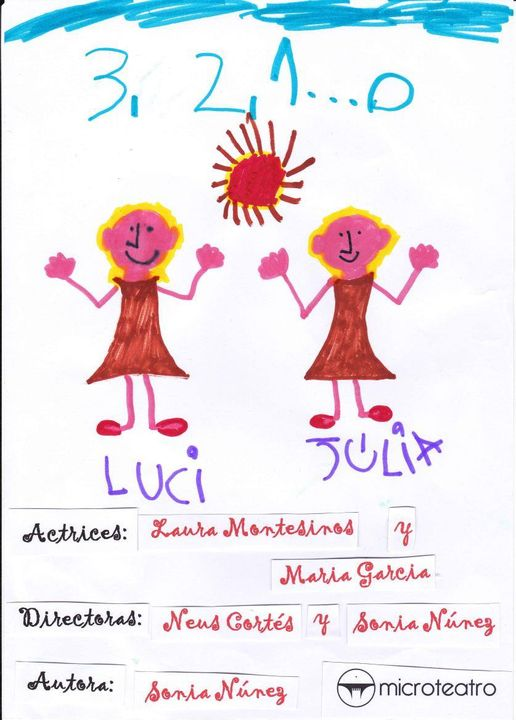 3, 2, 1...0
LUCi JÚLiA
Actrices: Laura Montesinos y
Maria Garcia
Directoras: Neus Cortés y Sonia Núñez
Autora: Sonia Núñez
microteatro